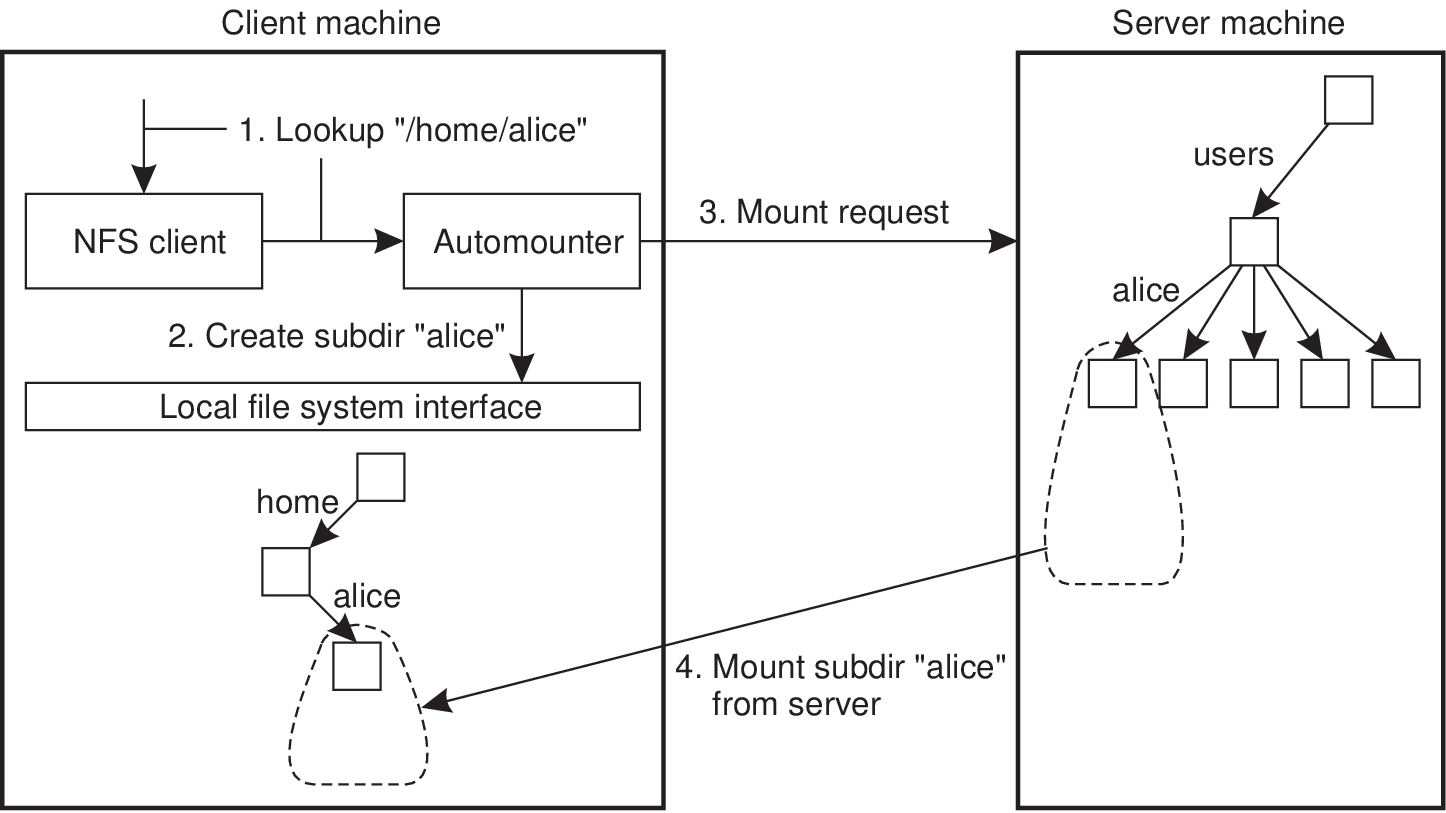 Client machine
Server machine
1. Lookup "/home/alice"
users
3. Mount request
NFS client
Automounter
alice
2. Create subdir "alice"
Local file system interface
home
alice
4. Mount subdir "alice"
from server